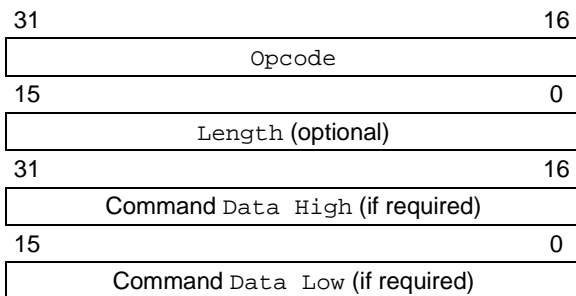 31 16
Opcode
15 0
Length (optional)
31 16
Command Data High (if required)
15 0
Command Data Low (if required)